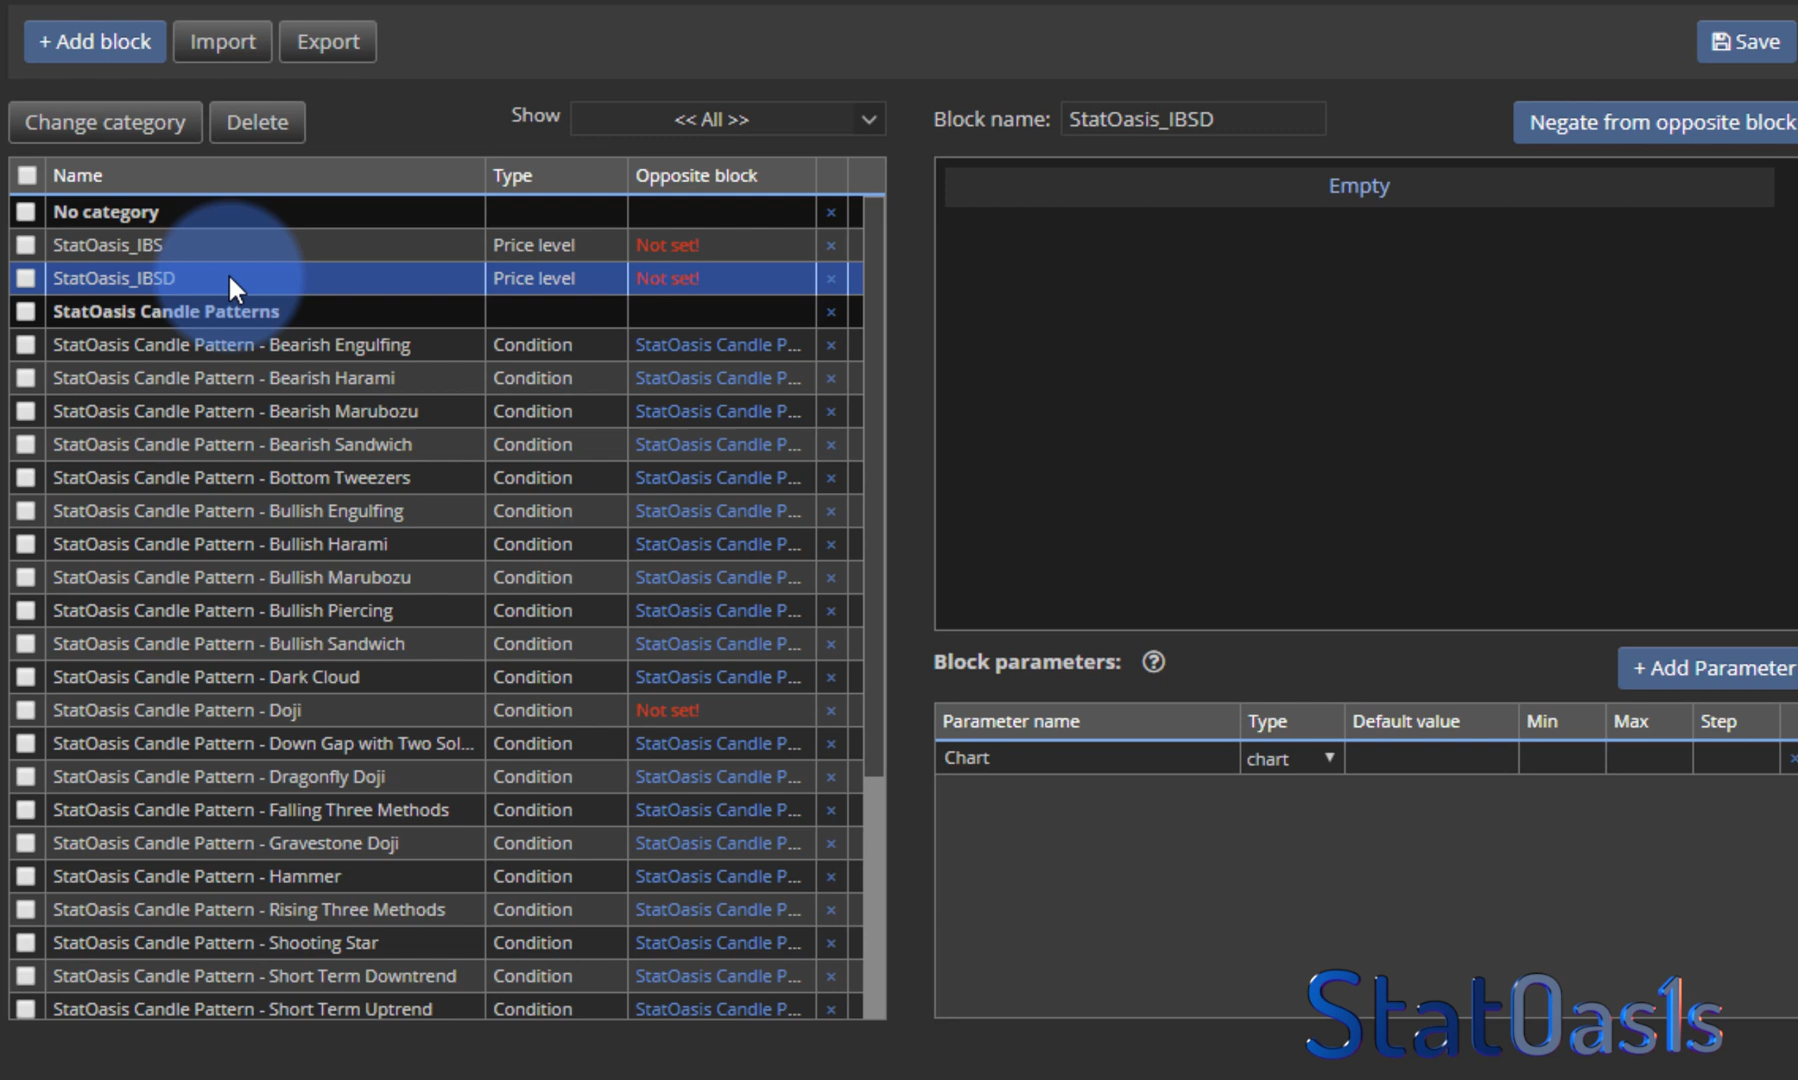 + Add block Import Export Save
Change category Delete Show << All >> Block name: StatOasis_IBSD Negate from opposite block
Name Type Opposite block
Empty
No category ×
StatOasis_IBS Price level Not set! ×
StatOasis_IBSD Price level Not set! ×
StatOasis Candle Patterns ×
StatOasis Candle Pattern - Bearish Engulfing Condition StatOasis Candle P... ×
StatOasis Candle Pattern - Bearish Harami Condition StatOasis Candle P... ×
StatOasis Candle Pattern - Bearish Marubozu Condition StatOasis Candle P... ×
StatOasis Candle Pattern - Bearish Sandwich Condition StatOasis Candle P... ×
StatOasis Candle Pattern - Bottom Tweezers Condition StatOasis Candle P... ×
StatOasis Candle Pattern - Bullish Engulfing Condition StatOasis Candle P... ×
StatOasis Candle Pattern - Bullish Harami Condition StatOasis Candle P... ×
StatOasis Candle Pattern - Bullish Marubozu Condition StatOasis Candle P... ×
StatOasis Candle Pattern - Bullish Piercing Condition StatOasis Candle P... ×
StatOasis Candle Pattern - Bullish Sandwich Condition StatOasis Candle P... ×
StatOasis Candle Pattern - Dark Cloud Condition StatOasis Candle P... ×
StatOasis Candle Pattern - Doji Condition Not set! ×
StatOasis Candle Pattern - Down Gap with Two Sol... Condition StatOasis Candle P... ×
StatOasis Candle Pattern - Dragonfly Doji Condition StatOasis Candle P... ×
StatOasis Candle Pattern - Falling Three Methods Condition StatOasis Candle P... ×
StatOasis Candle Pattern - Gravestone Doji Condition StatOasis Candle P... ×
StatOasis Candle Pattern - Hammer Condition StatOasis Candle P... ×
StatOasis Candle Pattern - Rising Three Methods Condition StatOasis Candle P... ×
StatOasis Candle Pattern - Shooting Star Condition StatOasis Candle P... ×
StatOasis Candle Pattern - Short Term Downtrend Condition StatOasis Candle P... ×
StatOasis Candle Pattern - Short Term Uptrend Condition StatOasis Candle P... ×
Block parameters: ? + Add Parameter
Parameter name Type Default value Min Max Step
Chart chart ×
StatOas1s